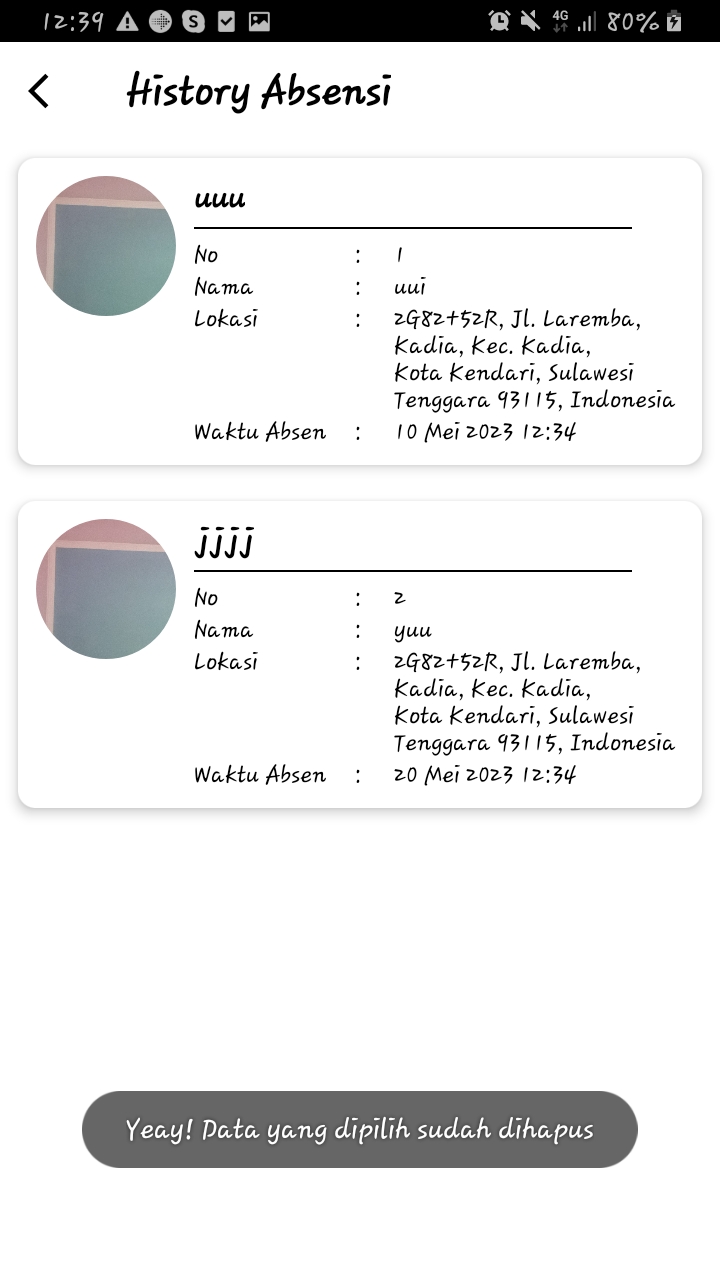 12:39 S 4G 80%
History Absensi
uuu
No : 1
Nama : uui
Lokasi : 2G82+52R, Jl. Laremba,
Kadia, Kec. Kadia,
Kota Kendari, Sulawesi
Tenggara 93115, Indonesia
Waktu Absen : 10 Mei 2023 12:34
jjjj
No : 2
Nama : yuu
Lokasi : 2G82+52R, Jl. Laremba,
Kadia, Kec. Kadia,
Kota Kendari, Sulawesi
Tenggara 93115, Indonesia
Waktu Absen : 20 Mei 2023 12:34
Yeay! Data yang dipilih sudah dihapus